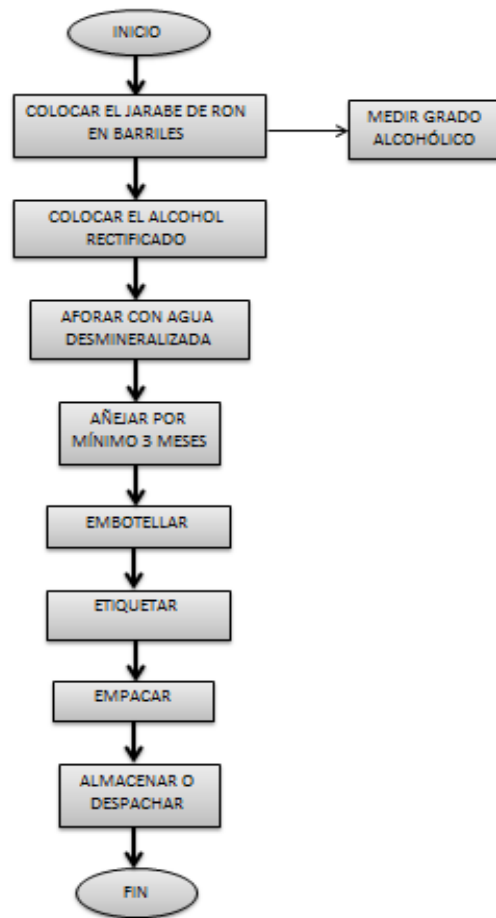 INICIO
COLOCAR EL JARABE DE RON
EN BARRILES
MEDIR GRADO
ALCOHÓLICO
COLOCAR EL ALCOHOL
RECTIFICADO
AFORAR CON AGUA
DESMINERALIZADA
AÑEJAR POR
MÍNIMO 3 MESES
EMBOTELLAR
ETIQUETAR
EMPACAR
ALMACENAR O
DESPACHAR
FIN